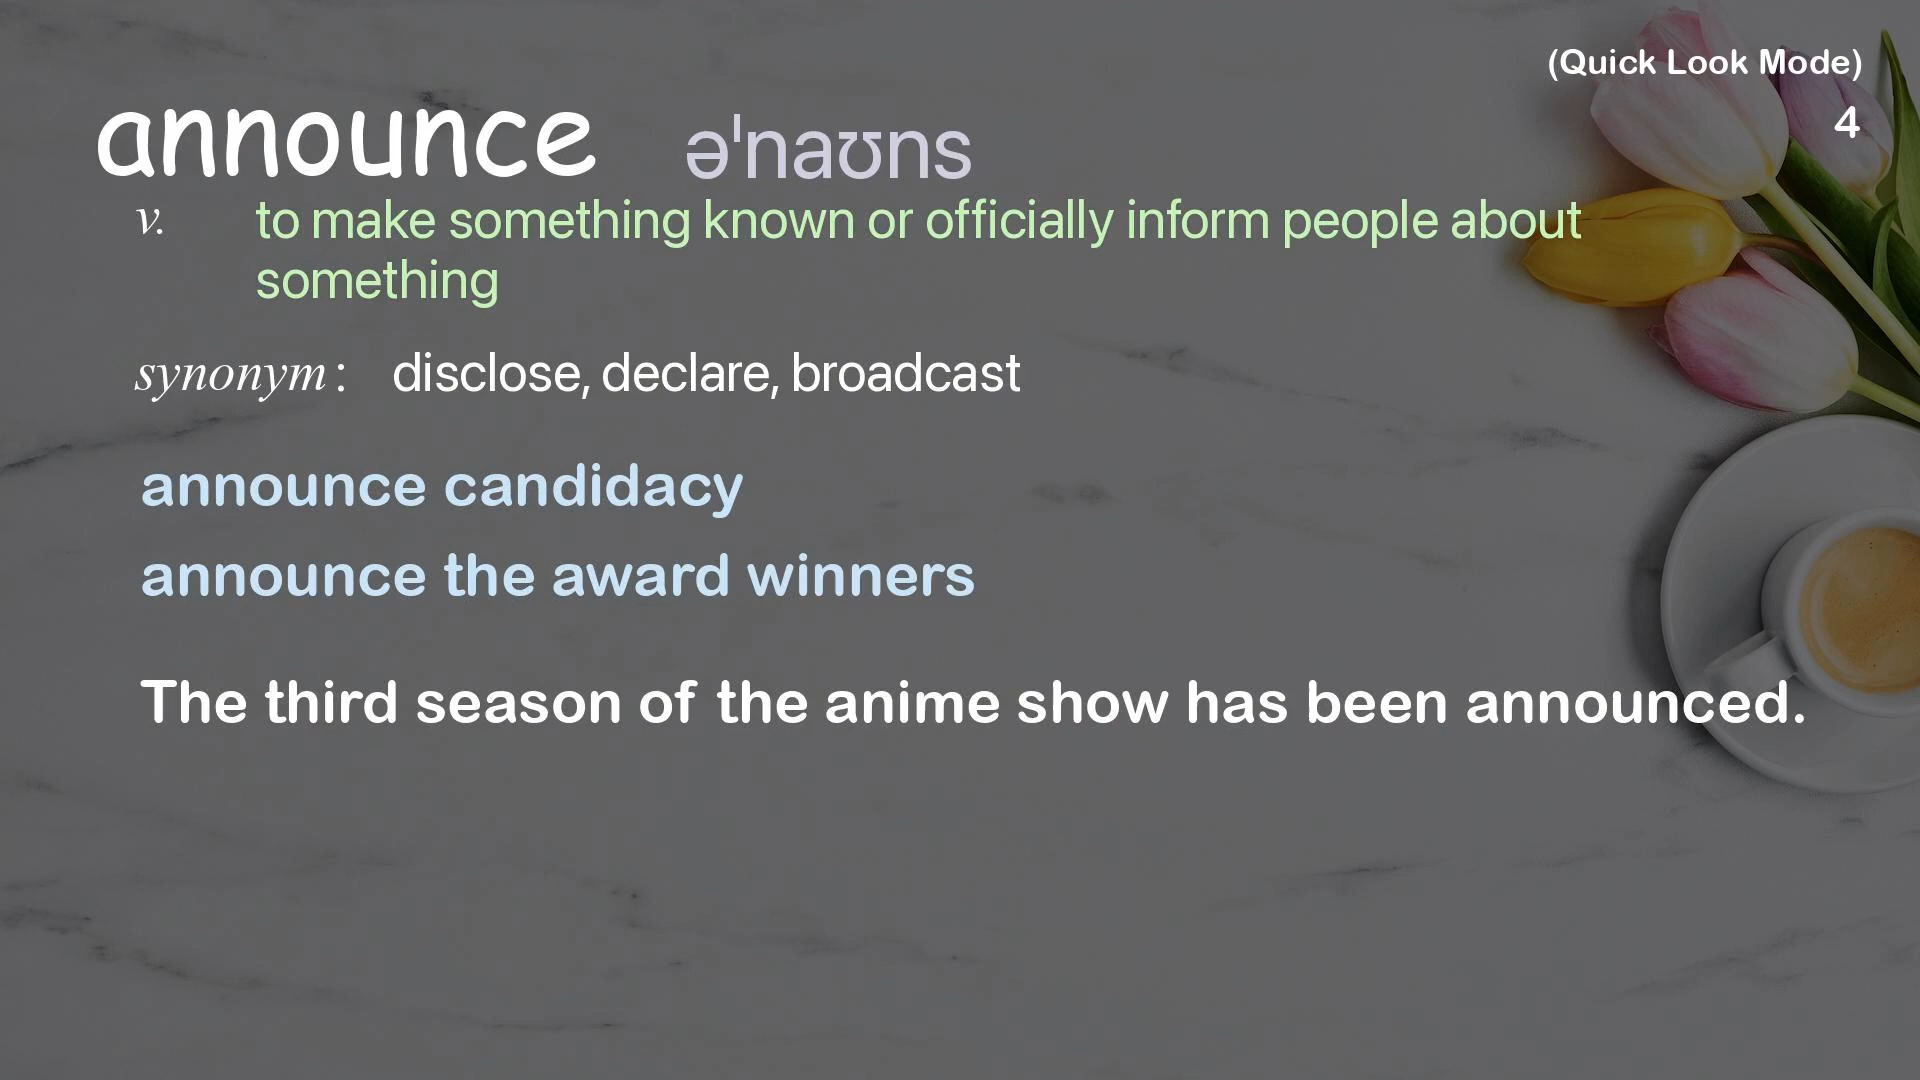 (Quick Look Mode)
4
announce əˈnaʊns
v. to make something known or officially inform people about
something
synonym : disclose, declare, broadcast
announce candidacy
announce the award winners
The third season of the anime show has been announced.